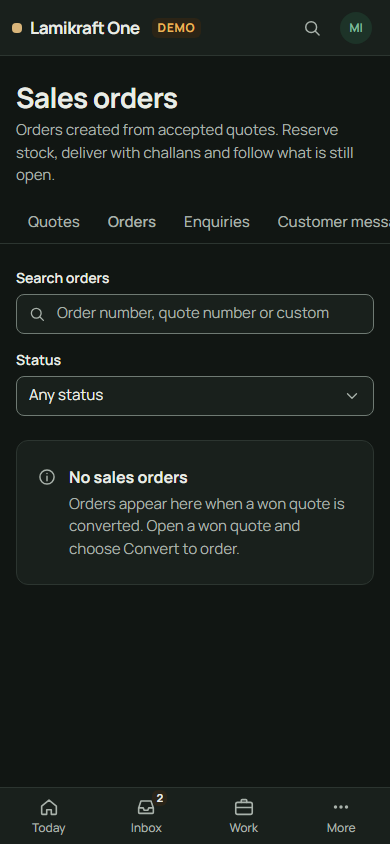 Lamikraft One DEMO MI
Sales orders
Orders created from accepted quotes. Reserve
stock, deliver with challans and follow what is still
open.
Quotes Orders Enquiries Customer messa
Search orders
Order number, quote number or custom
Status
Any status
No sales orders
Orders appear here when a won quote is
converted. Open a won quote and
choose Convert to order.
2
Today Inbox Work More